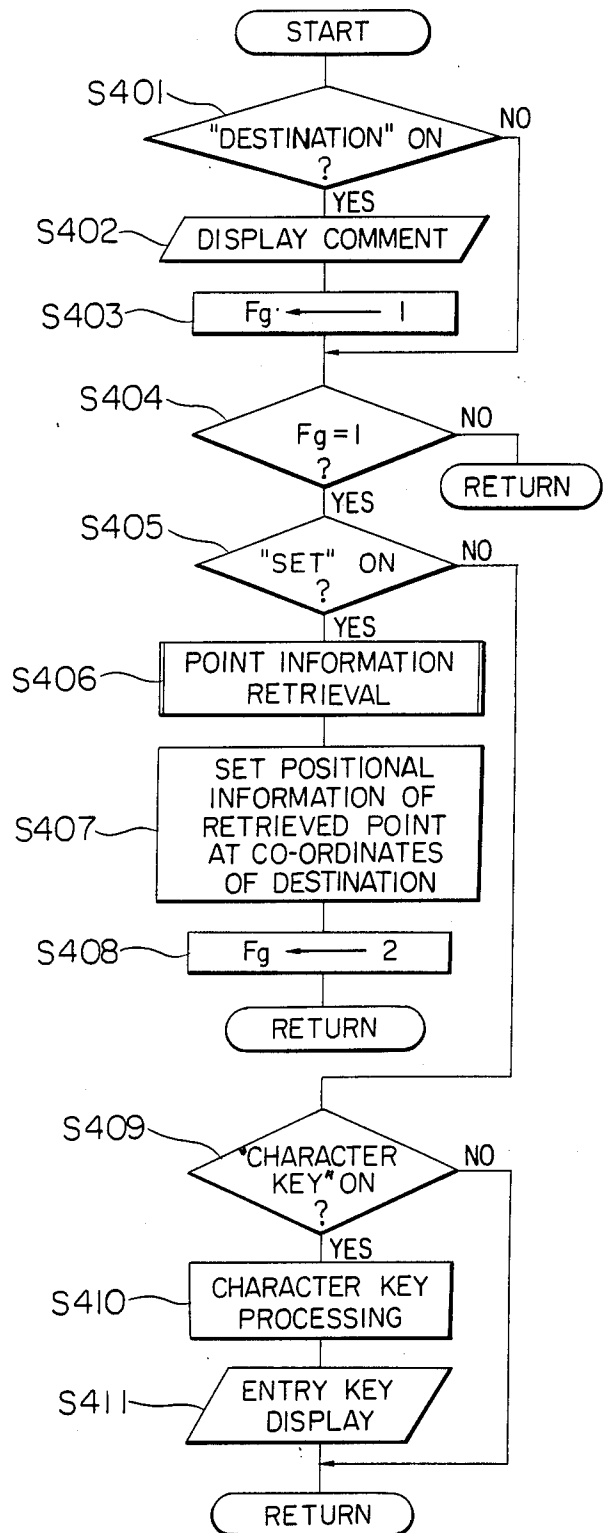 START
S401
"DESTINATION" ON
?
NO
YES
S402
DISPLAY COMMENT
S403
Fg ← 1
S404
Fg=1
?
NO
RETURN
YES
S405
"SET" ON
?
NO
YES
S406
POINT INFORMATION
RETRIEVAL
S407
SET POSITIONAL
INFORMATION OF
RETRIEVED POINT
AT CO-ORDINATES
OF DESTINATION
S408
Fg ← 2
RETURN
S409
"CHARACTER
KEY" ON
?
NO
YES
S410
CHARACTER KEY
PROCESSING
S411
ENTRY KEY
DISPLAY
RETURN